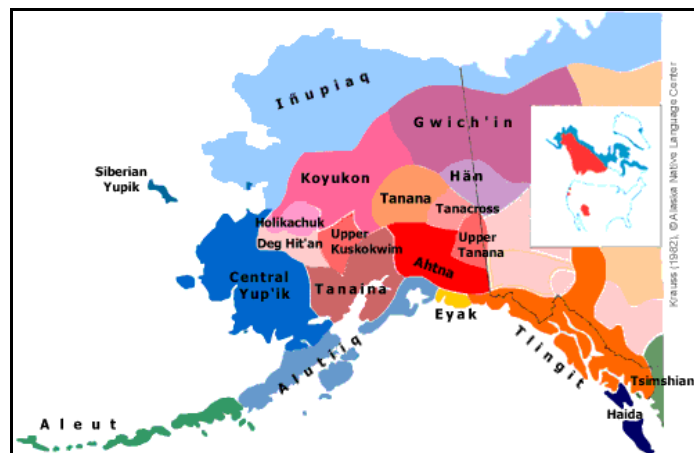 Iñupiaq
Gwich'in
Siberian
Yupik
Koyukon
Hän
Tanana
Tanacross
Holikachuk
Deg Hit'an
Upper
Kuskokwim
Upper
Tanana
Ahtna
Central
Yup'ik
Tanaina
Eyak
Alutiiq
Tlingit
Tsimshian
Haida
Aleut
Krauss (1982), © Alaska Native Language Center